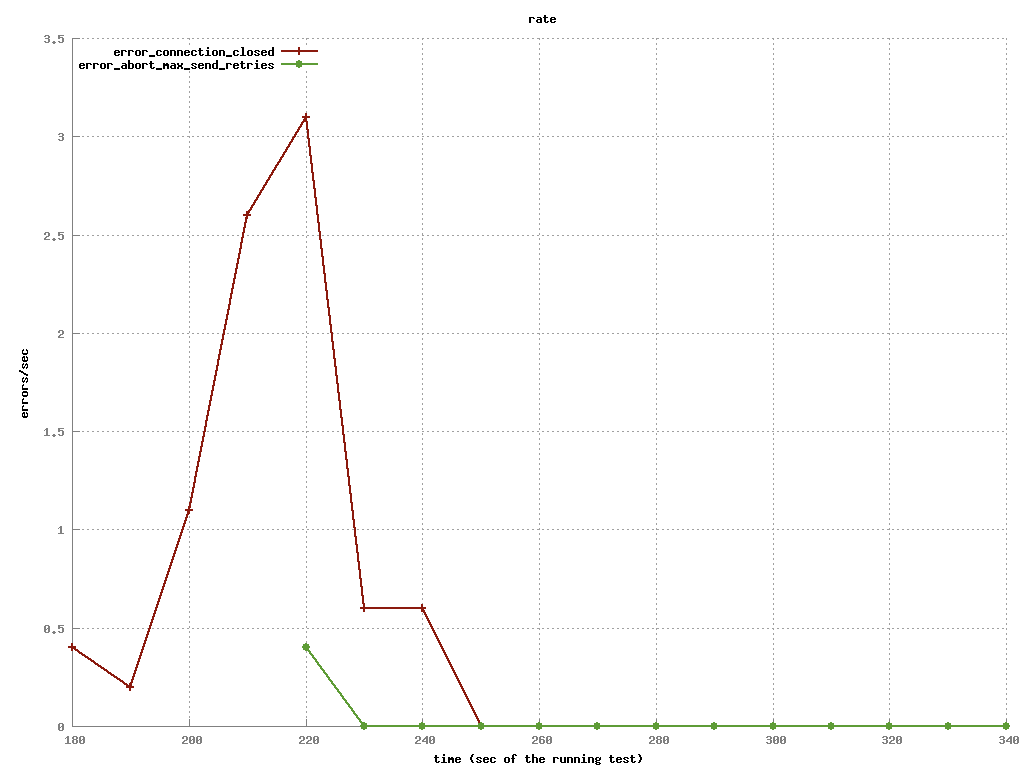 rate
3.5
error_connection_closed
error_abort_max_send_retries
3
2.5
2
errors/sec
1.5
1
0.5
0
180 200 220 240 260 280 300 320 340
time (sec of the running test)